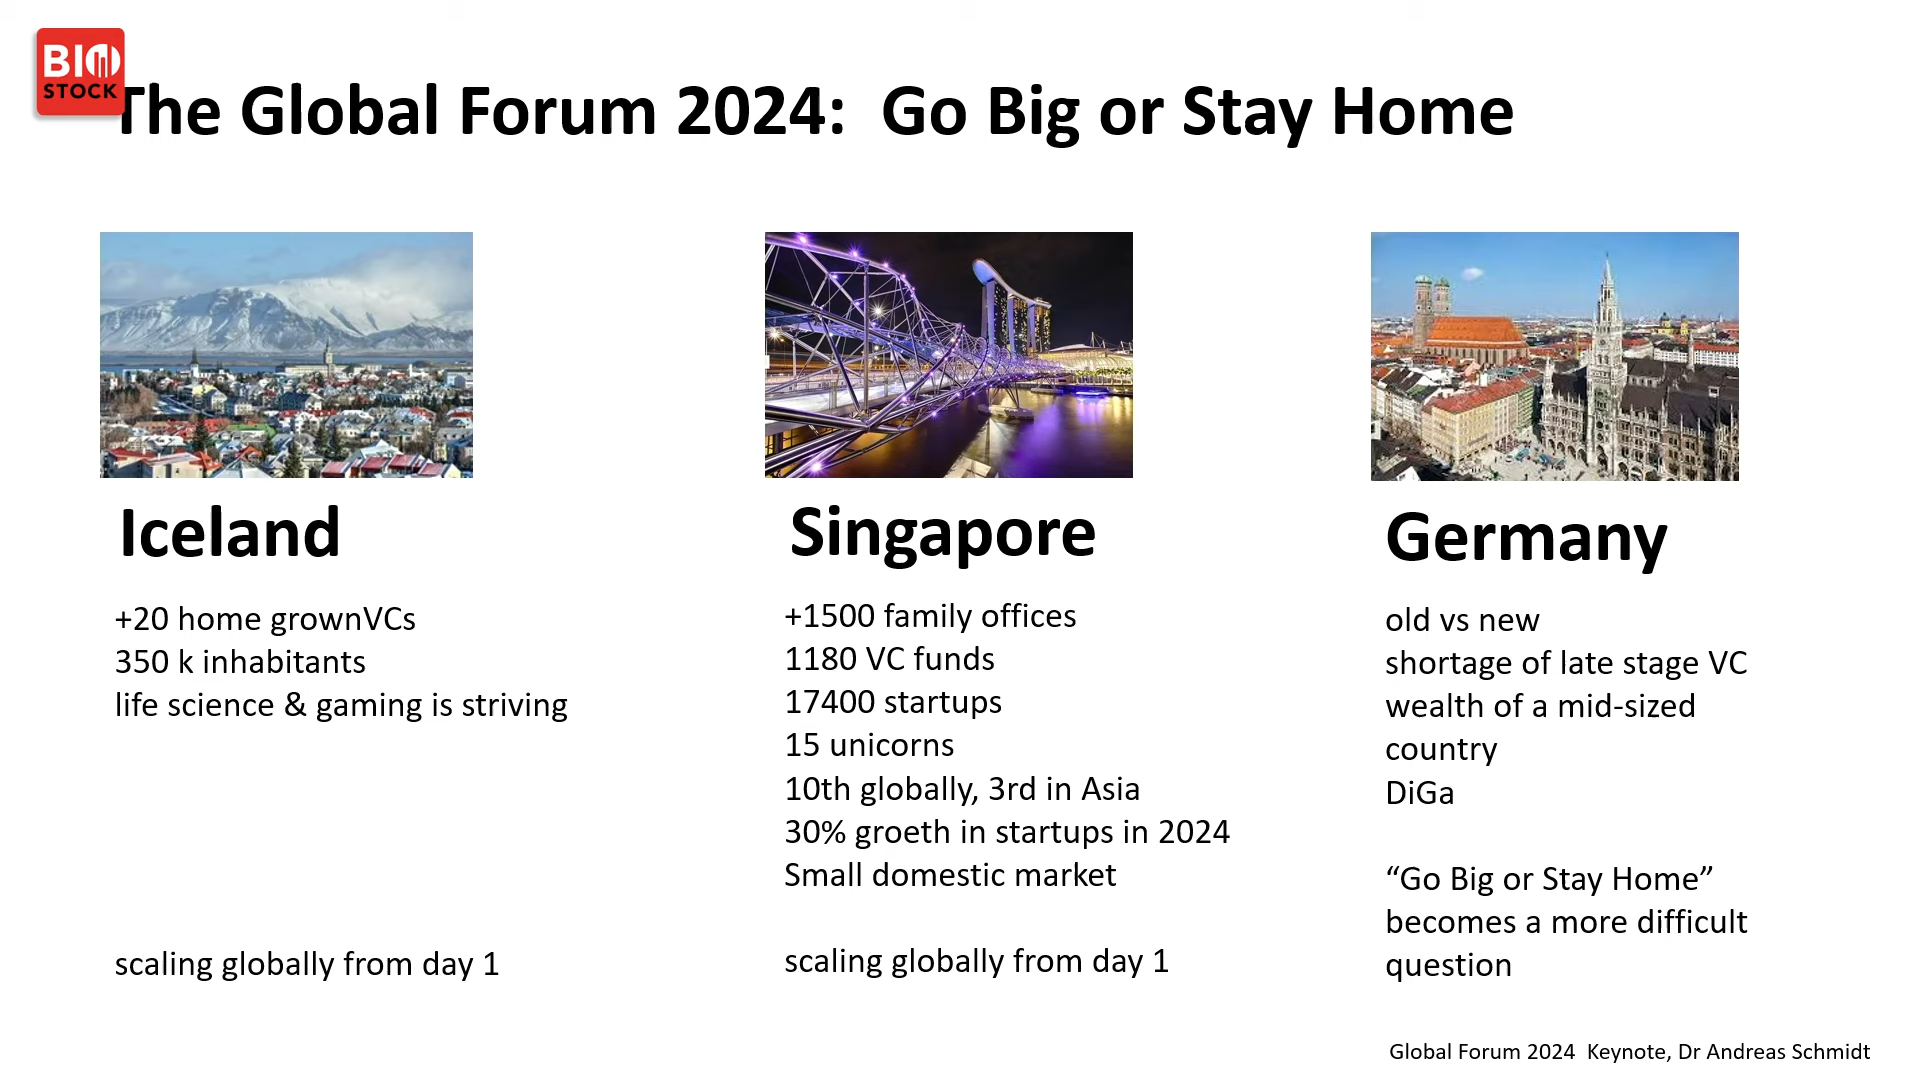 BIO
STOCK
The Global Forum 2024:  Go Big or Stay Home
Iceland
+20 home grownVCs
350 k inhabitants
life science & gaming is striving
scaling globally from day 1
Singapore
+1500 family offices
1180 VC funds
17400 startups
15 unicorns
10th globally, 3rd in Asia
30% groeth in startups in 2024
Small domestic market
scaling globally from day 1
Germany
old vs new
shortage of late stage VC
wealth of a mid-sized
country
DiGa
“Go Big or Stay Home”
becomes a more difficult
question
Global Forum 2024  Keynote, Dr Andreas Schmidt